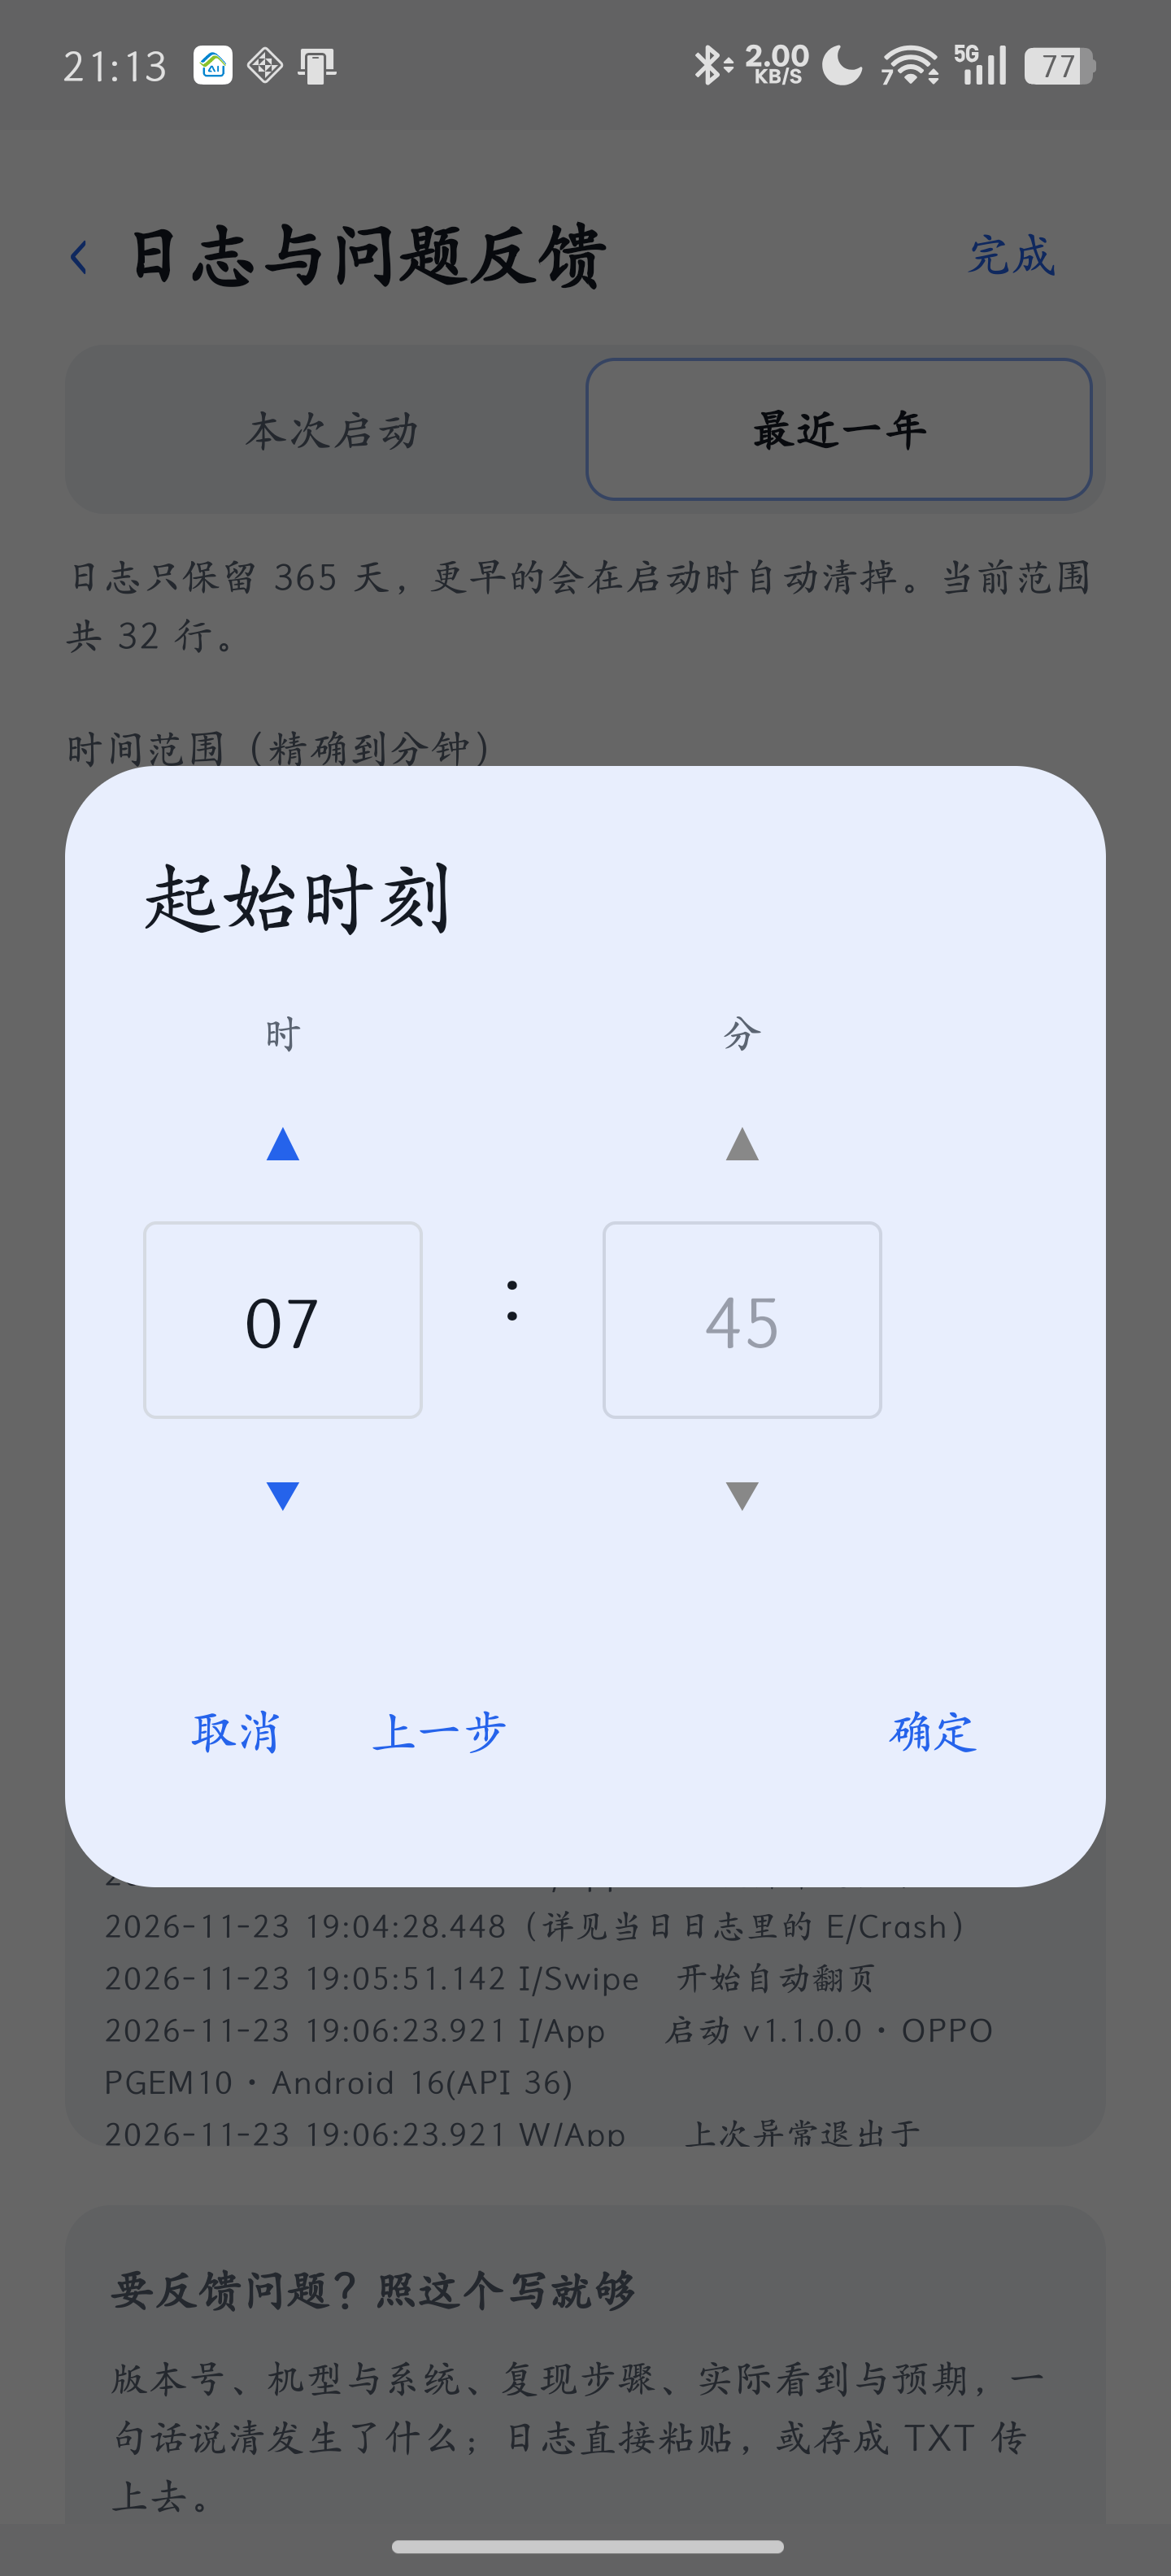 21:13
2.00
KB/S
7
5G
77
日志与问题反馈
完成
本次启动
最近一年
日志只保留 365 天，更早的会在启动时自动清掉。当前范围
共 32 行。
时间范围（精确到分钟）
起始时刻
时
分
07
:
45
取消
上一步
确定
2026-11-23 19:04:28.448（详见当日日志里的 E/Crash）
2026-11-23 19:05:51.142 I/Swipe 开始自动翻页
2026-11-23 19:06:23.921 I/App 启动 v1.1.0.0 · OPPO
PGEM10 · Android 16(API 36)
2026-11-23 19:06:23.921 W/App 上次异常退出于
要反馈问题？照这个写就够
版本号、机型与系统、复现步骤、实际看到与预期，一
句话说清发生了什么；日志直接粘贴，或存成 TXT 传
上去。